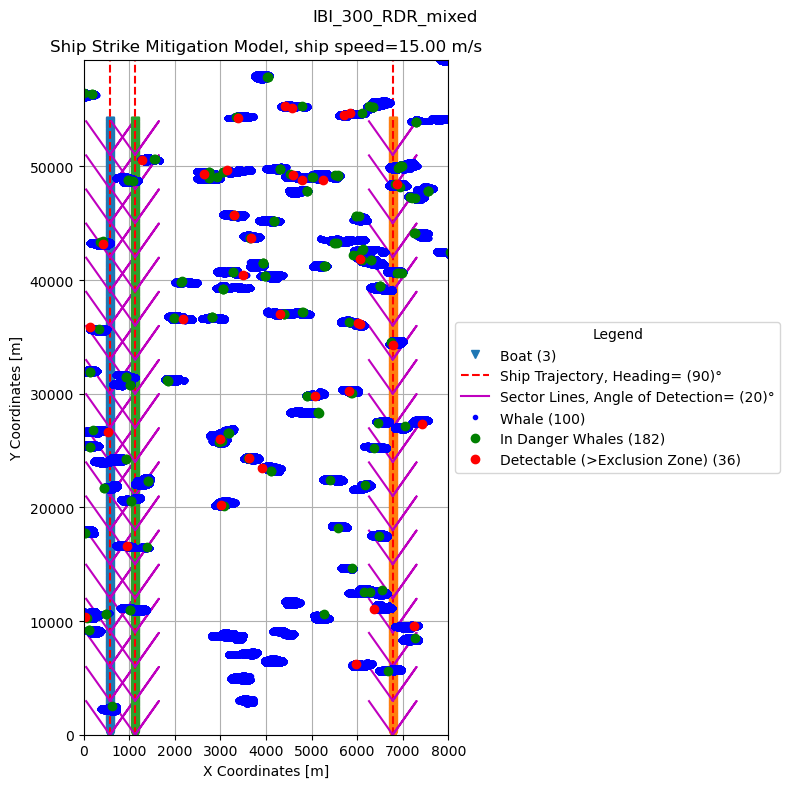 IBI_300_RDR_mixed
Ship Strike Mitigation Model, ship speed=15.00 m/s
Y Coordinates [m]
50000
40000
30000
20000
10000
0
0 1000 2000 3000 4000 5000 6000 7000 8000
X Coordinates [m]
Legend
Boat (3)
Ship Trajectory, Heading= (90)°
Sector Lines, Angle of Detection= (20)°
Whale (100)
In Danger Whales (182)
Detectable (>Exclusion Zone) (36)